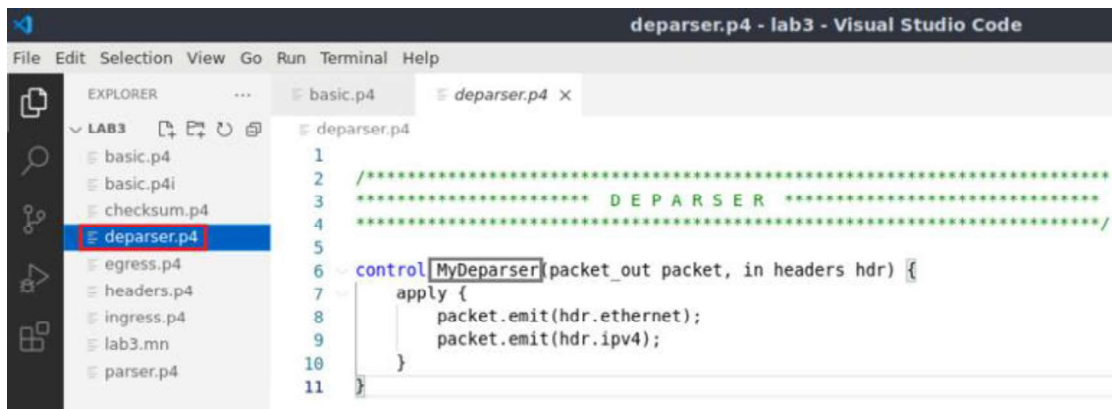 deparser.p4 - lab3 - Visual Studio Code
File Edit Selection View Go Run Terminal Help
EXPLORER ...
LAB3
basic.p4
basic.p4i
checksum.p4
deparser.p4
egress.p4
headers.p4
ingress.p4
lab3.mn
parser.p4
basic.p4 deparser.p4 ×
deparser.p4
1
2 /*************************************************************************
3 *********************** D E P A R S E R *******************************
4 *************************************************************************/
5
6 control MyDeparser(packet_out packet, in headers hdr) {
7 apply {
8 packet.emit(hdr.ethernet);
9 packet.emit(hdr.ipv4);
10 }
11 }